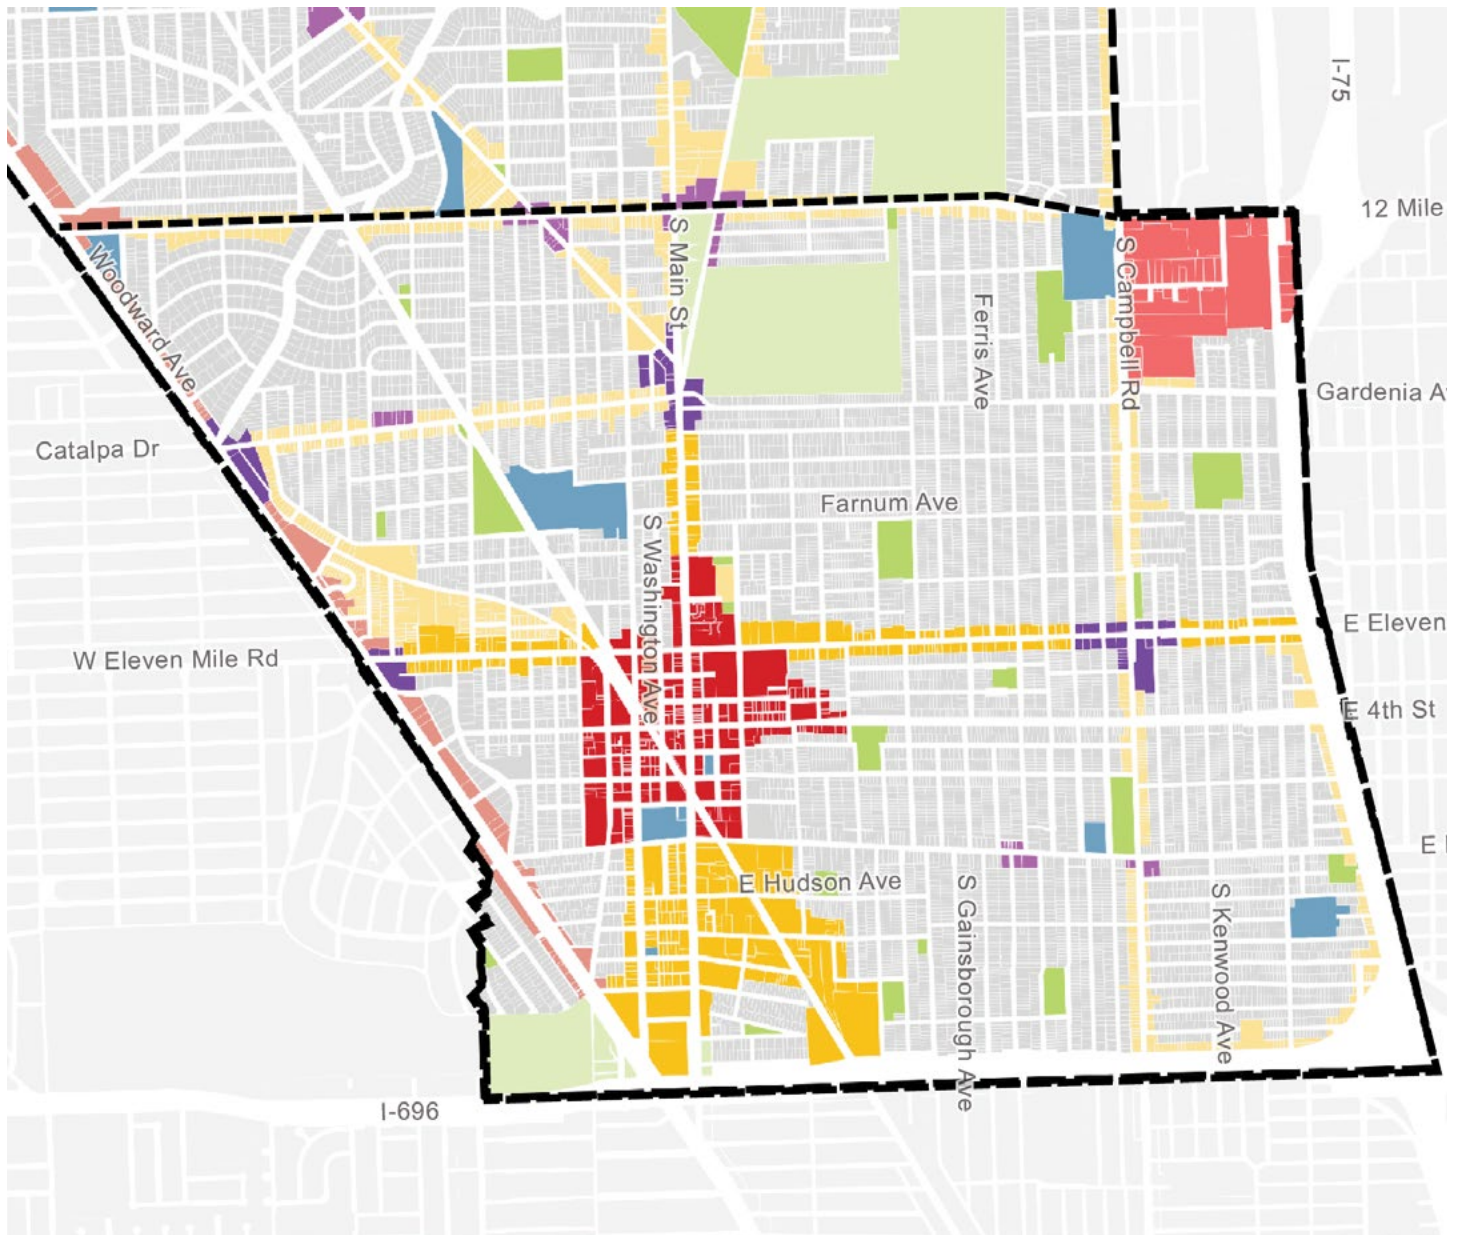 I-75
12 Mile
S Main St
S Campbell Rd
Woodward Ave
Ferris Ave
Gardenia A
Catalpa Dr
Farnum Ave
S Washington Ave
E Eleven
W Eleven Mile Rd
E 4th St
E
E Hudson Ave
S Gainsborough Ave
S Kenwood Ave
I-696